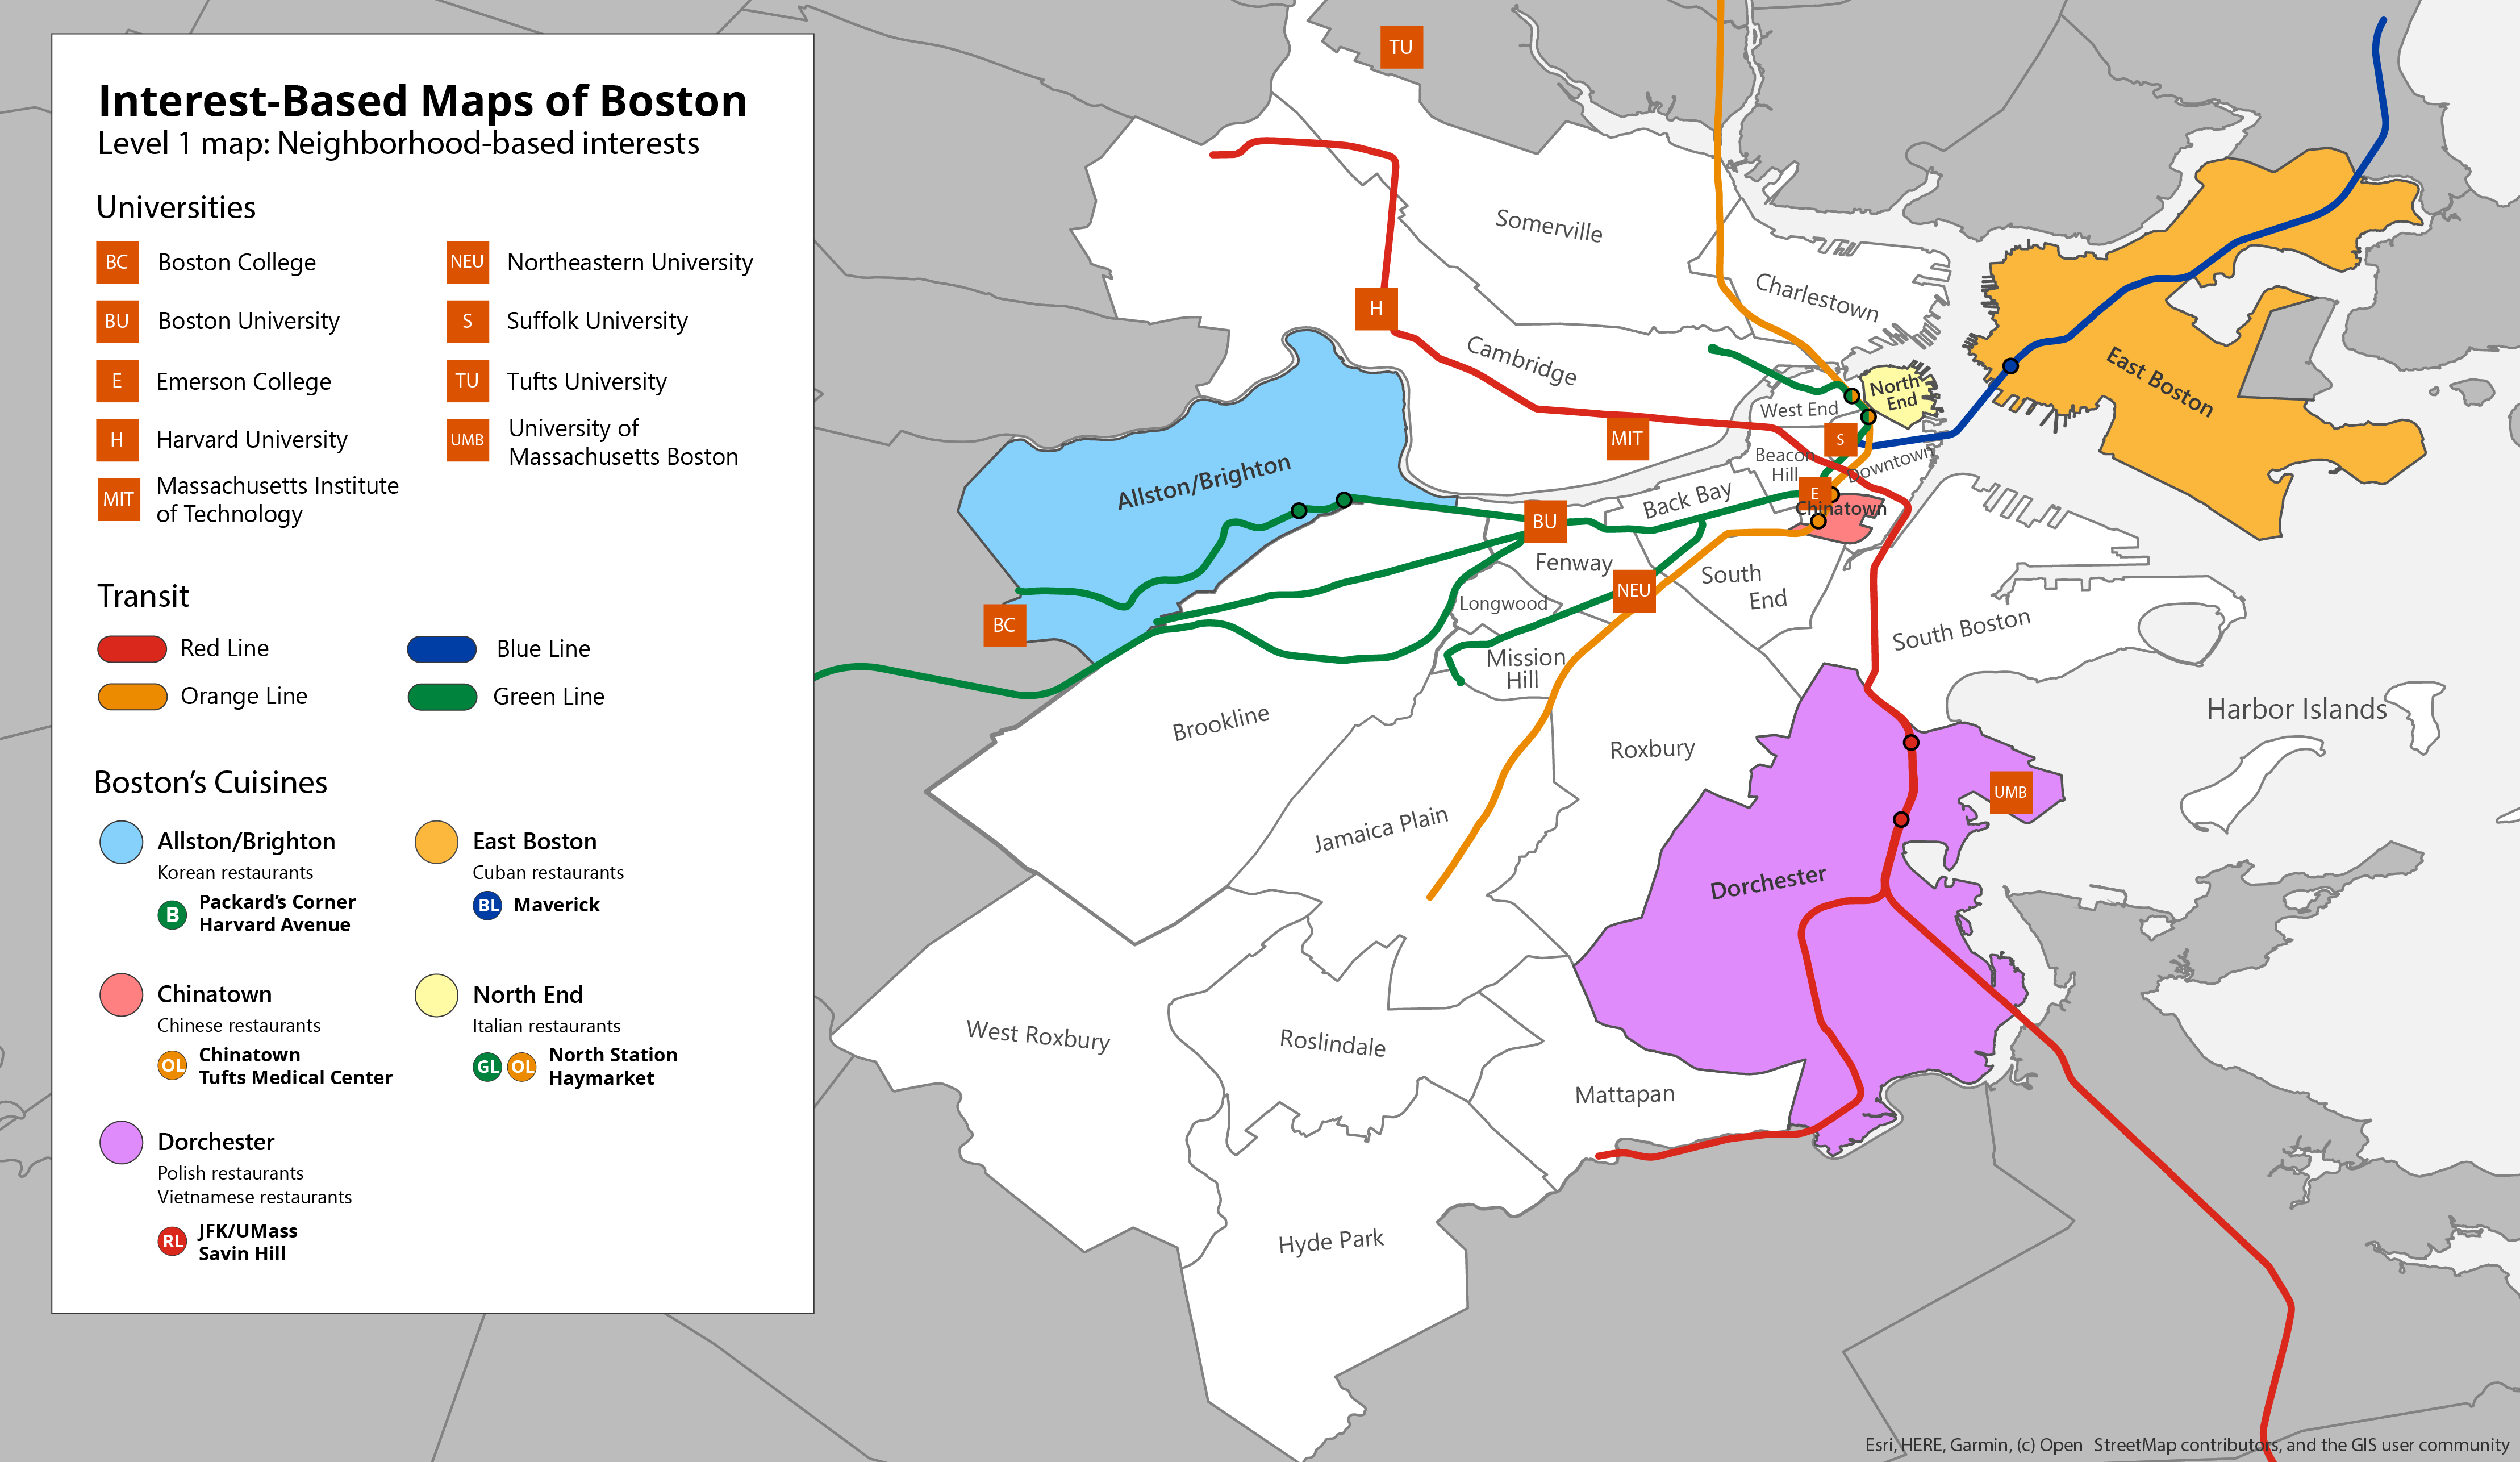 Interest-Based Maps of Boston
Level 1 map: Neighborhood-based interests
Universities
BC Boston College
BU Boston University
E Emerson College
H Harvard University
MIT Massachusetts Institute
of Technology
NEU Northeastern University
S Suffolk University
TU Tufts University
UMB University of
Massachusetts Boston
Transit
Red Line
Blue Line
Orange Line
Green Line
Boston’s Cuisines
Allston/Brighton
Korean restaurants
B Packard’s Corner
Harvard Avenue
East Boston
Cuban restaurants
BL Maverick
Chinatown
Chinese restaurants
OL Chinatown
Tufts Medical Center
North End
Italian restaurants
GL OL North Station
Haymarket
Dorchester
Polish restaurants
Vietnamese restaurants
RL JFK/UMass
Savin Hill
TU
Somerville
Charlestown
H
Cambridge
MIT
West End
North
End
East Boston
S
Beacon
Hill
Downtown
Allston/Brighton
Back Bay
E
Chinatown
BU
Fenway
NEU
South
End
Longwood
BC
South Boston
Mission
Hill
Brookline
Roxbury
Harbor Islands
UMB
Jamaica Plain
Dorchester
West Roxbury
Roslindale
Mattapan
Hyde Park
Esri, HERE, Garmin, (c) Open StreetMap contributors, and the GIS user community